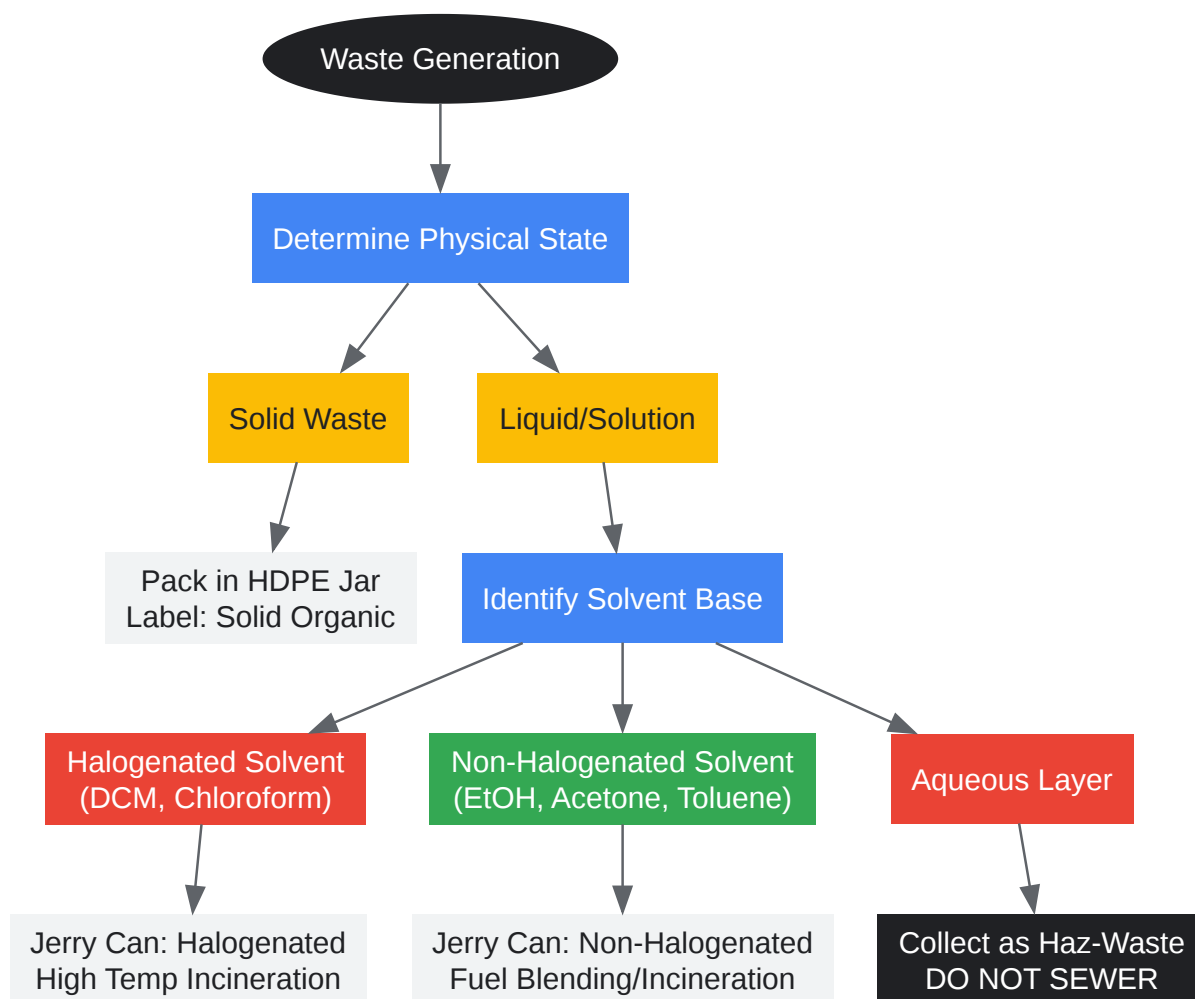 Waste Generation
Determine Physical State
Solid Waste
Liquid/Solution
Pack in HDPE Jar
Label: Solid Organic
Identify Solvent Base
Halogenated Solvent
(DCM, Chloroform)
Non-Halogenated Solvent
(EtOH, Acetone, Toluene)
Aqueous Layer
Jerry Can: Halogenated
High Temp Incineration
Jerry Can: Non-Halogenated
Fuel Blending/Incineration
Collect as Haz-Waste
DO NOT SEWER